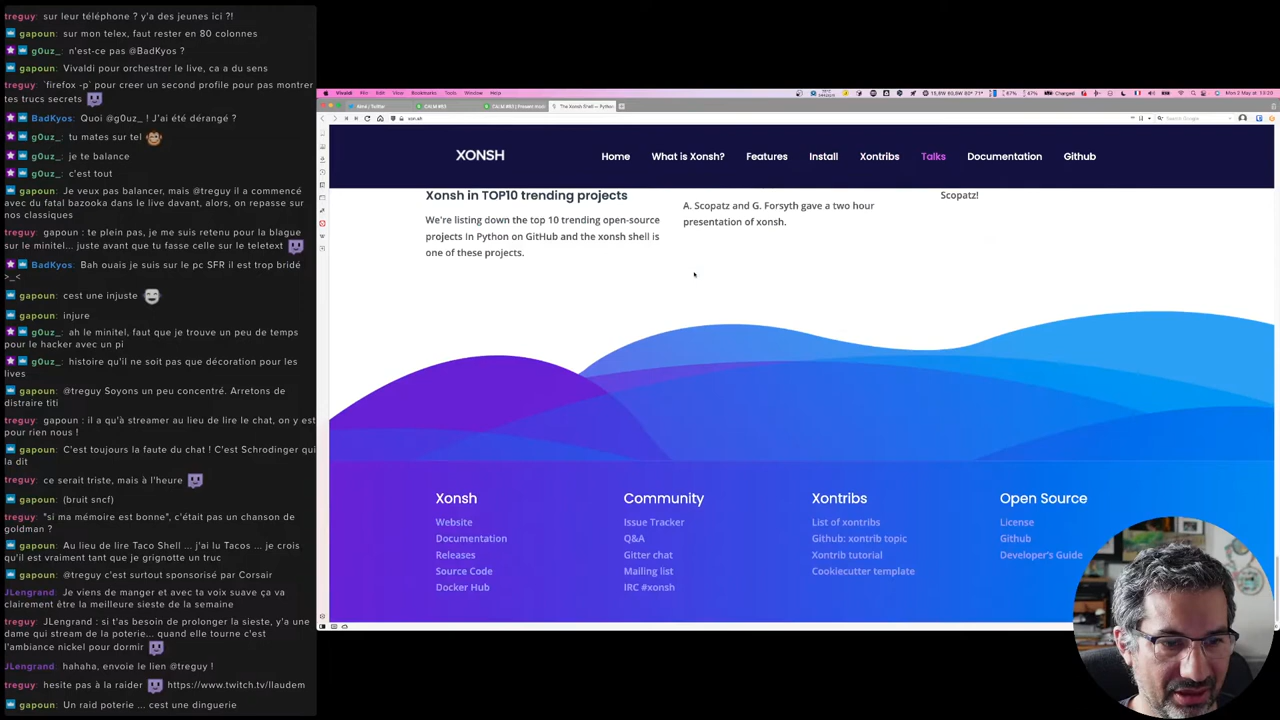 treguy: sur leur téléphone ? y'a des jeunes ici ?!
gapoun: sur mon telex, faut rester en 80 colonnes
g0uz_: n'est-ce pas @BadKyos ?
gapoun: Vivaldi pour orchestrer le live, ca a du sens
treguy: `firefox -p` pour creer un second profile pour pas montrer
tes trucs secrets
BadKyos: Quoi @g0uz_ ! J'ai été dérangé ?
g0uz_: tu mates sur tel
g0uz_: je te balance
g0uz_: c'est tout
gapoun: Je veux pas balancer, mais @treguy il a commencé
avec du fatal bazooka dans le live davant, alors, on repasse sur
nos classiques
treguy: gapoun : tu te plains, je me suis retenu pour la blague
sur le minitel... juste avant que tu fasse celle sur le teletext
BadKyos: Bah ouais je suis sur le pc SFR il est trop bridé
>_<
gapoun: cest une injuste
gapoun: injure
g0uz_: ah le minitel, faut que je trouve un peu de temps
pour le hacker avec un pi
g0uz_: histoire qu'il ne soit pas que décoration pour les
lives
gapoun: @treguy Soyons un peu concentré. Arretons de
distraire titi
treguy: gapoun : il a qu'à streamer au lieu de lire le chat, on y est
pour rien nous !
gapoun: C'est toujours la faute du chat ! C'est Schrodinger qui
la dit
treguy: ce serait triste, mais à l'heure
gapoun: (bruit sncf)
treguy: "si ma mémoire est bonne", c'était pas un chanson de
goldman ?
gapoun: Au lieu de lire Taco Shell ... j'ai lu Tacos ... je crois
qu'il est vraiment tant que je grignotte un truc
gapoun: @treguy c'est surtout sponsorisé par Corsair
JLengrand: Je viens de manger et avec ta voix suave ça va
clairement être la meilleure sieste de la semaine
treguy: JLengrand : si t'as besoin de prolonger la sieste, y'a une
dame qui stream de la poterie... quand elle tourne c'est
l'ambiance nickel pour dormir
JLengrand: hahaha, envoie le lien @treguy !
treguy: hesite pas à la raider https://www.twitch.tv/llaudem
gapoun: Un raid poterie ... cest une dinguerie
Vivaldi File Edit View Bookmarks Tools Window Help
Mon 2 May
xon.sh
XONSH Home What is Xonsh? Features Install Xontribs Talks Documentation Github
Xonsh in TOP10 trending projects
We're listing down the top 10 trending open-source
projects in Python on GitHub and the xonsh shell is
one of these projects.
A. Scopatz and G. Forsyth gave a two hour
presentation of xonsh.
Scopatz!
Xonsh
Website
Documentation
Releases
Source Code
Docker Hub
Community
Issue Tracker
Q&A
Gitter chat
Mailing list
IRC #xonsh
Xontribs
List of xontribs
Github: xontrib topic
Xontrib tutorial
Cookiecutter template
Open Source
License
Github
Developer's Guide